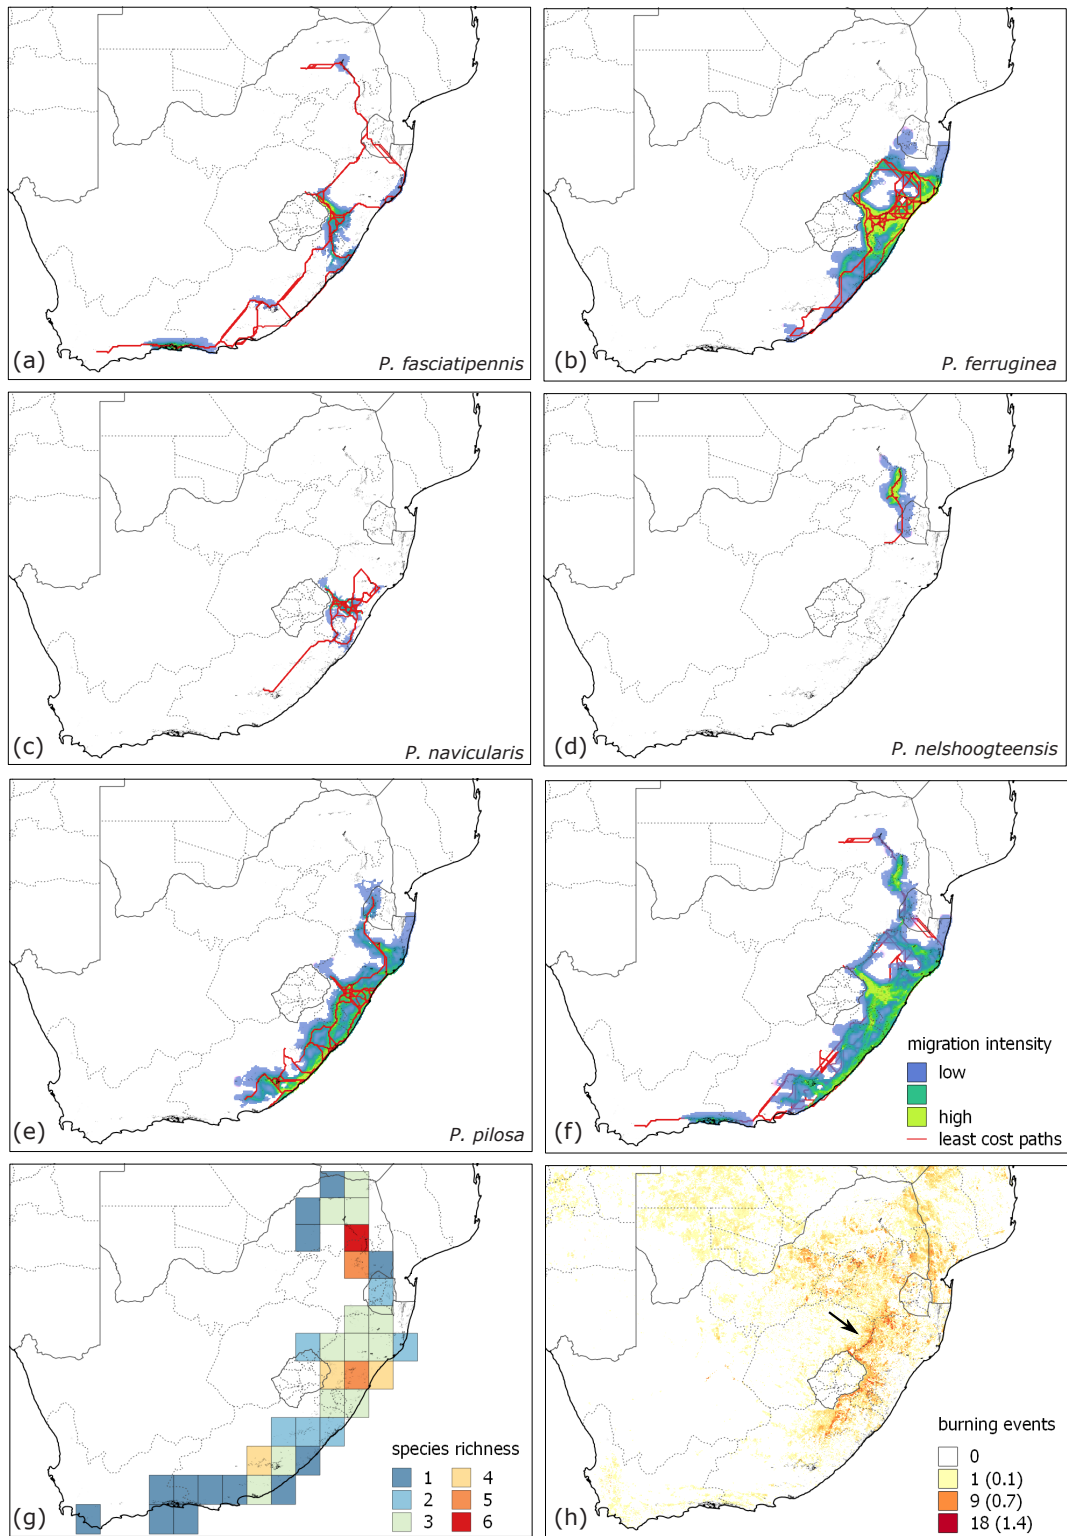 (a)
P. fasciatipennis
(b)
P. ferruginea
(c)
P. navicularis
(d)
P. nelshoogteensis
(e)
P. pilosa
migration intensity
low
high
least cost paths
(f)
(g)
species richness
1 4
2 5
3 6
(h)
burning events
0
1 (0.1)
9 (0.7)
18 (1.4)